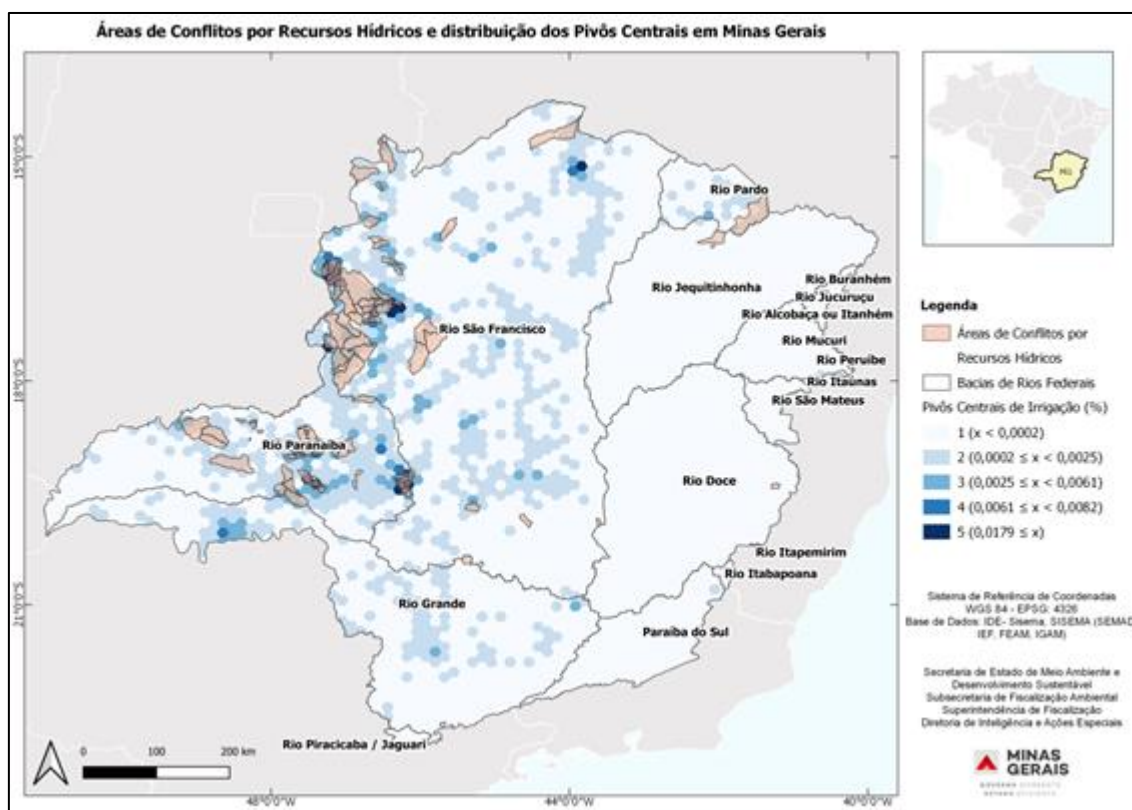 Áreas de Conflitos por Recursos Hídricos e distribuição dos Pivôs Centrais em Minas Gerais
15°0'0"S
18°0'0"S
21°0'0"S
Rio Pardo
Rio Jequitinhonha
Rio Buranhém
Rio Jucuruçu
Rio Alcobaça ou Itanhém
Rio Mucuri
Rio Peruíbe
Rio Itaúnas
Rio São Mateus
Rio São Francisco
Rio Paranaíba
Rio Doce
Rio Itapemirim
Rio Itabapoana
Rio Grande
Paraíba do Sul
Rio Piracicaba / Jaguari
0 100 200 km
48°0'0"W 44°0'0"W 40°0'0"W
MG
Legenda
Áreas de Conflitos por
Recursos Hídricos
Bacias de Rios Federais
Pivôs Centrais de Irrigação (%)
1 (x < 0,0002)
2 (0,0002 ≤ x < 0,0025)
3 (0,0025 ≤ x < 0,0061)
4 (0,0061 ≤ x < 0,0082)
5 (0,0179 ≤ x)
Sistema de Referência de Coordenadas
WGS 84 - EPSG: 4326
Base de Dados: IDE- Sisema, SISEMA (SEMAD,
IEF, FEAM, IGAM)
Secretaria de Estado de Meio Ambiente e
Desenvolvimento Sustentável
Subsecretaria de Fiscalização Ambiental
Superintendência de Fiscalização
Diretoria de Inteligência e Ações Especiais
MINAS
GERAIS
GOVERNO DIFERENTE
ESTADO EFICIENTE